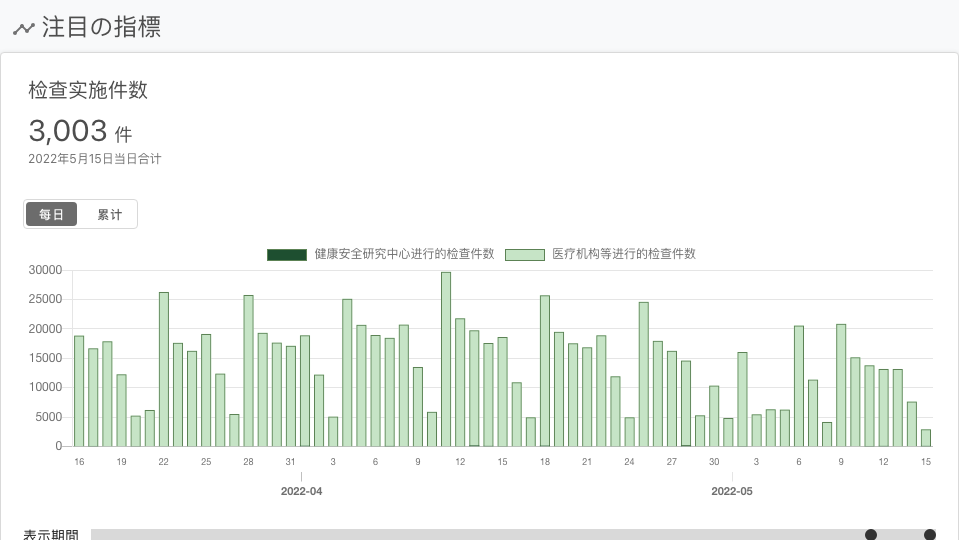 注目の指標
检查实施件数
3,003 件
2022年5月15日当日合计
每日 累计
健康安全研究中心进行的检查件数 医疗机构等进行的检查件数
30000
25000
20000
15000
10000
5000
0
16 19 22 25 28 31 3 6 9 12 15 18 21 24 27 30 3 6 9 12 15
2022-04 2022-05
表示期間